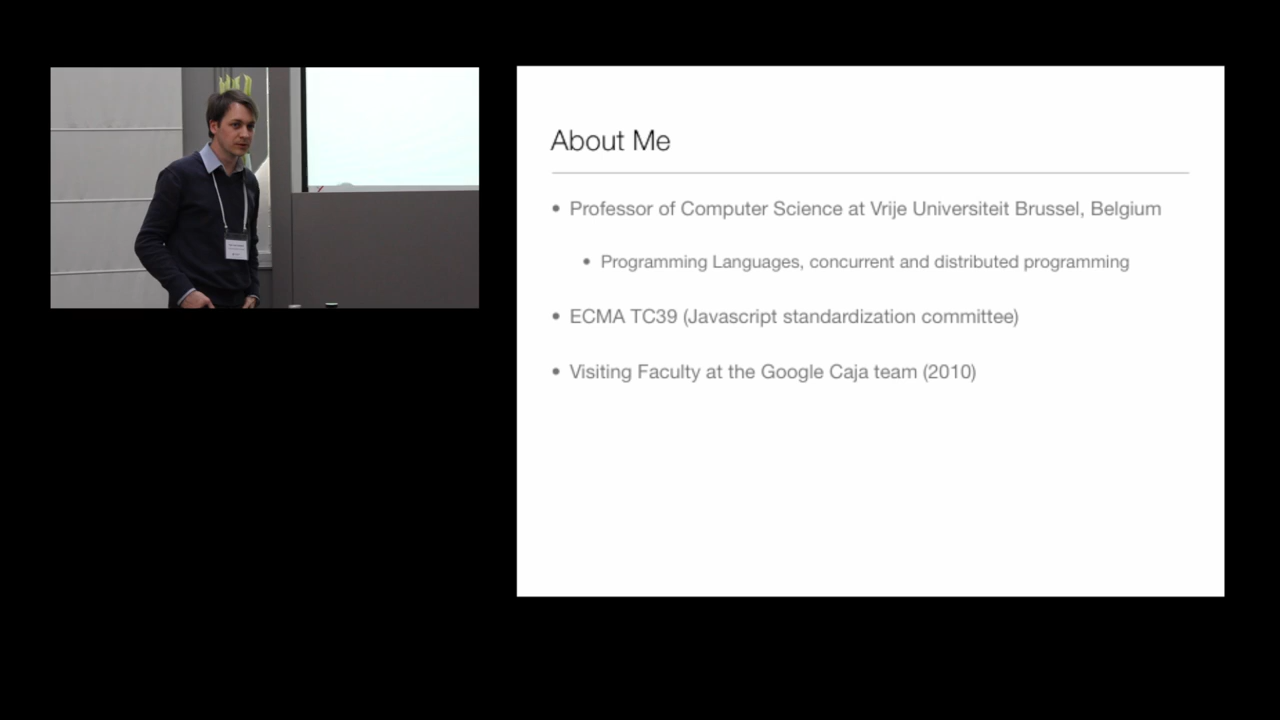 About Me
• Professor of Computer Science at Vrije Universiteit Brussel, Belgium
• Programming Languages, concurrent and distributed programming
• ECMA TC39 (Javascript standardization committee)
• Visiting Faculty at the Google Caja team (2010)